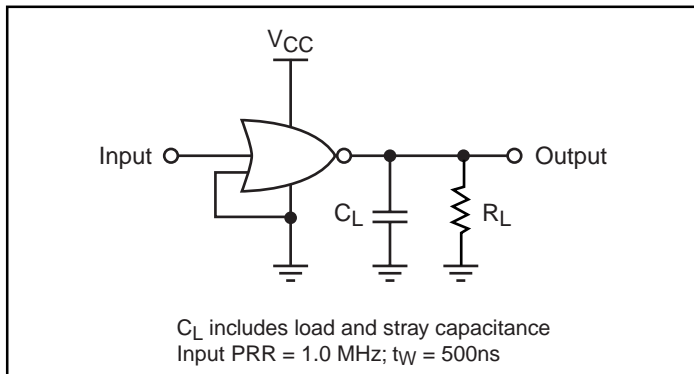 VCC
Input
Output
CL
RL
CL includes load and stray capacitance
Input PRR = 1.0 MHz; tW = 500ns